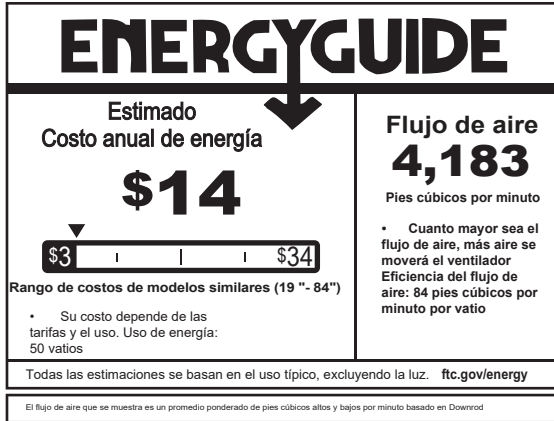 ENERGYGUIDE
Estimado
Costo anual de energía
$14
$3
$34
Rango de costos de modelos similares (19 "- 84")
• Su costo depende de las
tarifas y el uso. Uso de energía:
50 vatios
Flujo de aire
4,183
Pies cúbicos por minuto
• Cuanto mayor sea el
flujo de aire, más aire se
moverá el ventilador
Eficiencia del flujo de
aire: 84 pies cúbicos por
minuto por vatio
Todas las estimaciones se basan en el uso típico, excluyendo la luz. ftc.gov/energy
El flujo de aire que se muestra es un promedio ponderado de pies cúbicos altos y bajos por minuto basado en Downrod